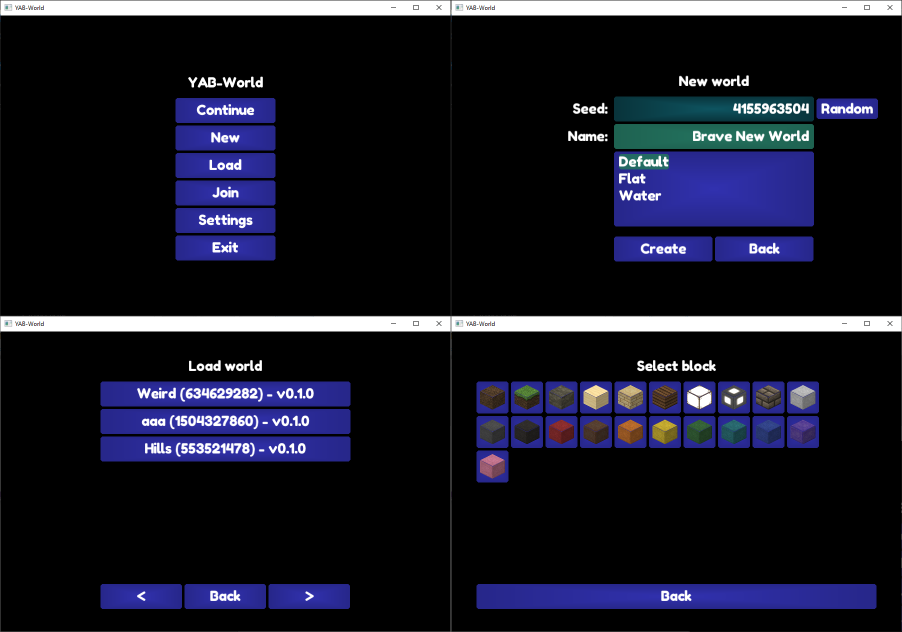 YAB-World
YAB-World
Continue
New
Load
Join
Settings
Exit
YAB-World
New world
Seed: 4155963504 Random
Name: Brave New World
Default
Flat
Water
Create Back
YAB-World
Load world
Weird (634629282) - v0.1.0
aaa (1504327860) - v0.1.0
Hills (553521478) - v0.1.0
< Back >
YAB-World
Select block
Back